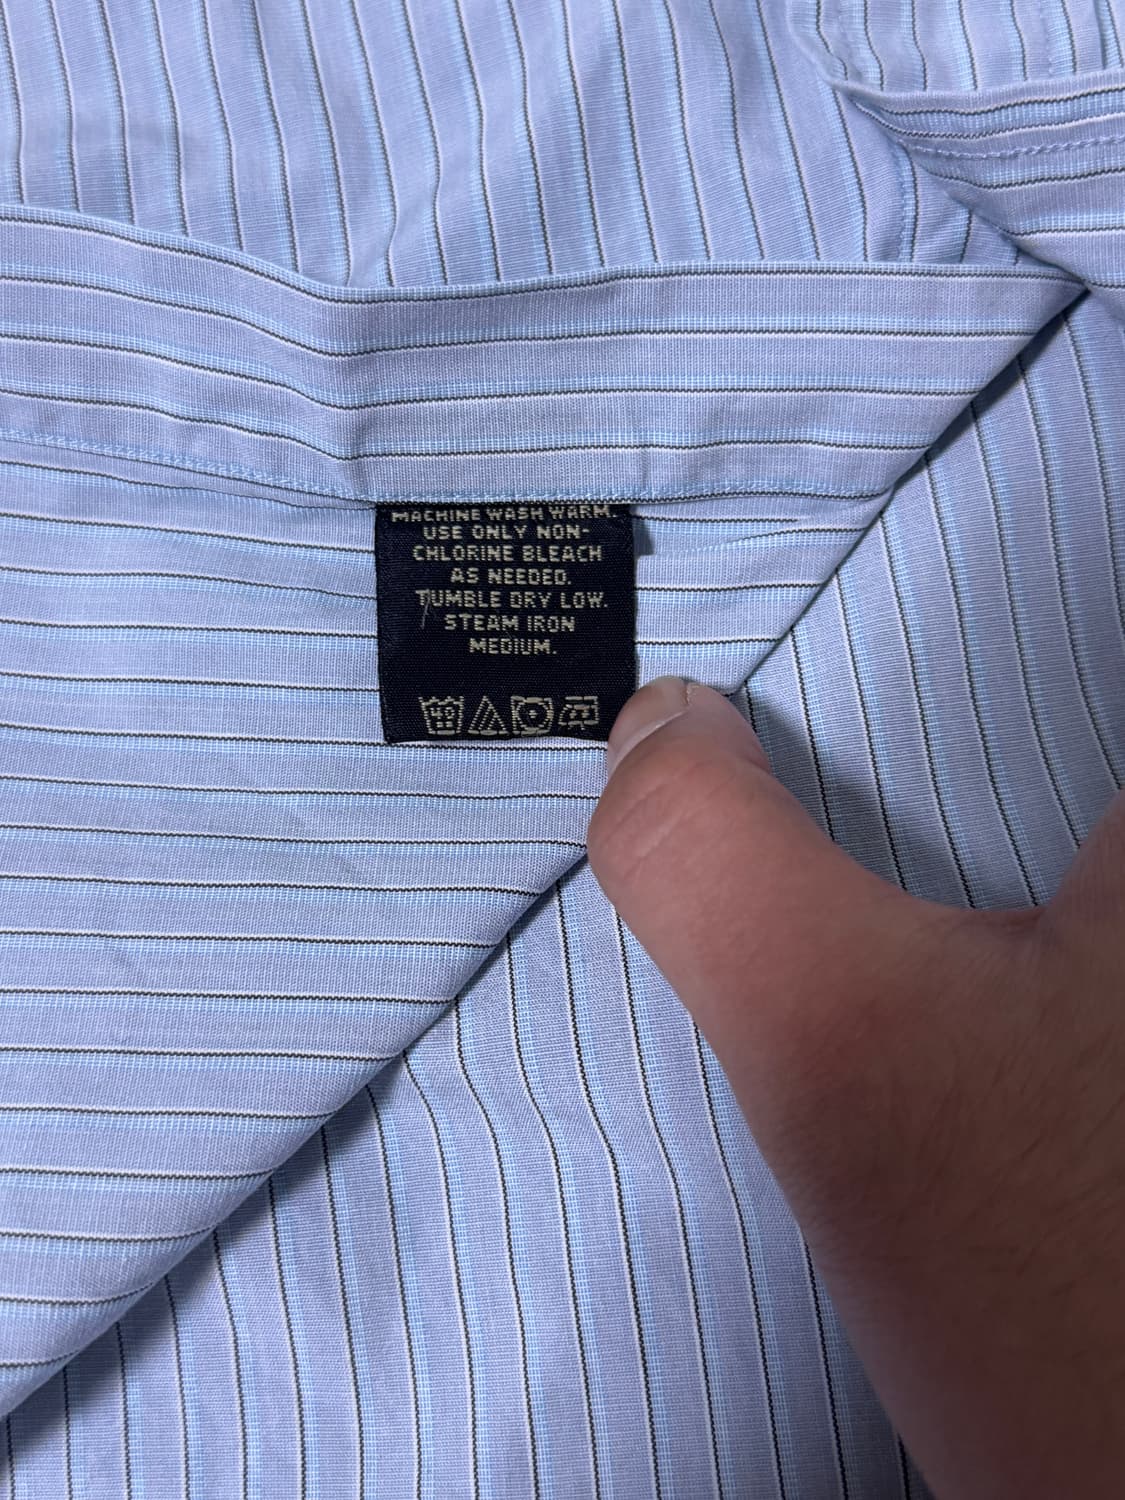 MACHINE WASH WARM
USE ONLY NON-
CHLORINE BLEACH
AS NEEDED.
TUMBLE DRY LOW.
STEAM IRON
MEDIUM.